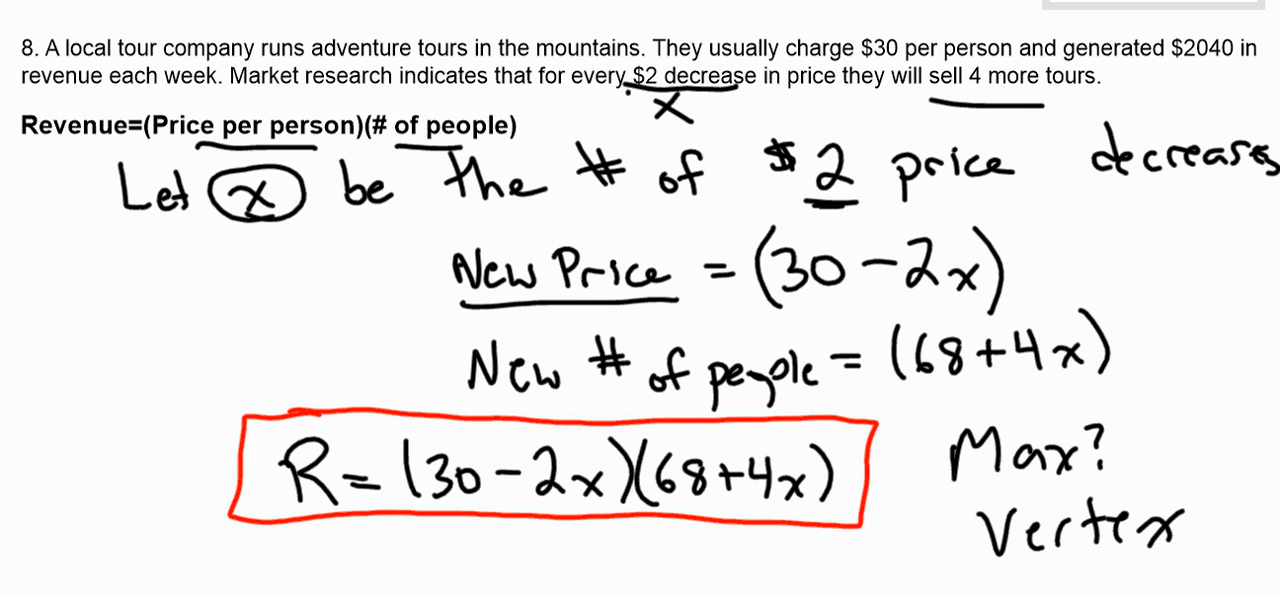 8. A local tour company runs adventure tours in the mountains. They usually charge $30 per person and generated $2040 in
revenue each week. Market research indicates that for every $2 decrease in price they will sell 4 more tours.
x
Revenue=(Price per person)(# of people)
Let x be the # of $2 price decreases
New Price = (30-2x)
New # of people = (68+4x)
R=(30-2x)(68+4x)
Max?
Vertex